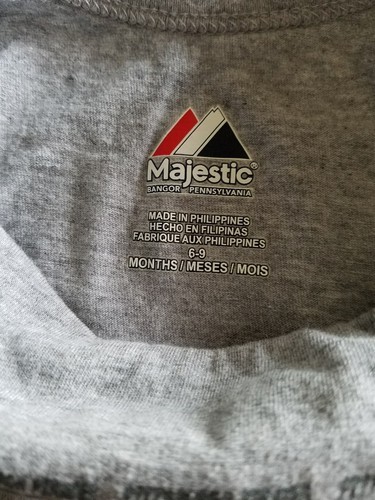 Majestic®
BANGOR PENNSYLVANIA
MADE IN PHILIPPINES
HECHO EN FILIPINAS
FABRIQUE AUX PHILIPPINES
6-9
MONTHS / MESES / MOIS